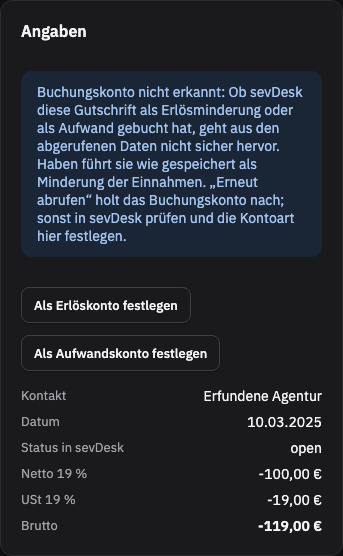 Angaben
Buchungskonto nicht erkannt: Ob sevDesk
diese Gutschrift als Erlösminderung oder
als Aufwand gebucht hat, geht aus den
abgerufenen Daten nicht sicher hervor.
Haben führt sie wie gespeichert als
Minderung der Einnahmen. „Erneut
abrufen“ holt das Buchungskonto nach;
sonst in sevDesk prüfen und die Kontoart
hier festlegen.
Als Erlöskonto festlegen
Als Aufwandskonto festlegen
Kontakt Erfundene Agentur
Datum 10.03.2025
Status in sevDesk open
Netto 19 % -100,00 €
USt 19 % -19,00 €
Brutto -119,00 €